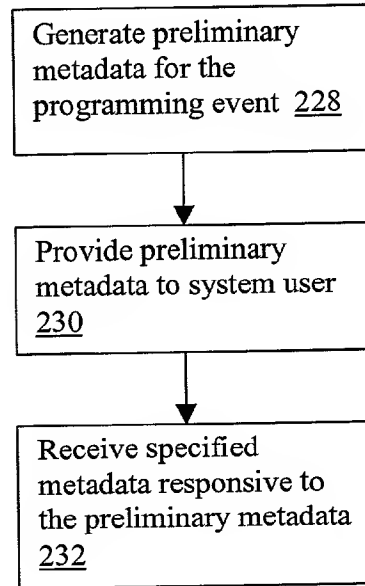 Generate preliminary
metadata for the
programming event 228
Provide preliminary
metadata to system user
230
Receive specified
metadata responsive to
the preliminary metadata
232